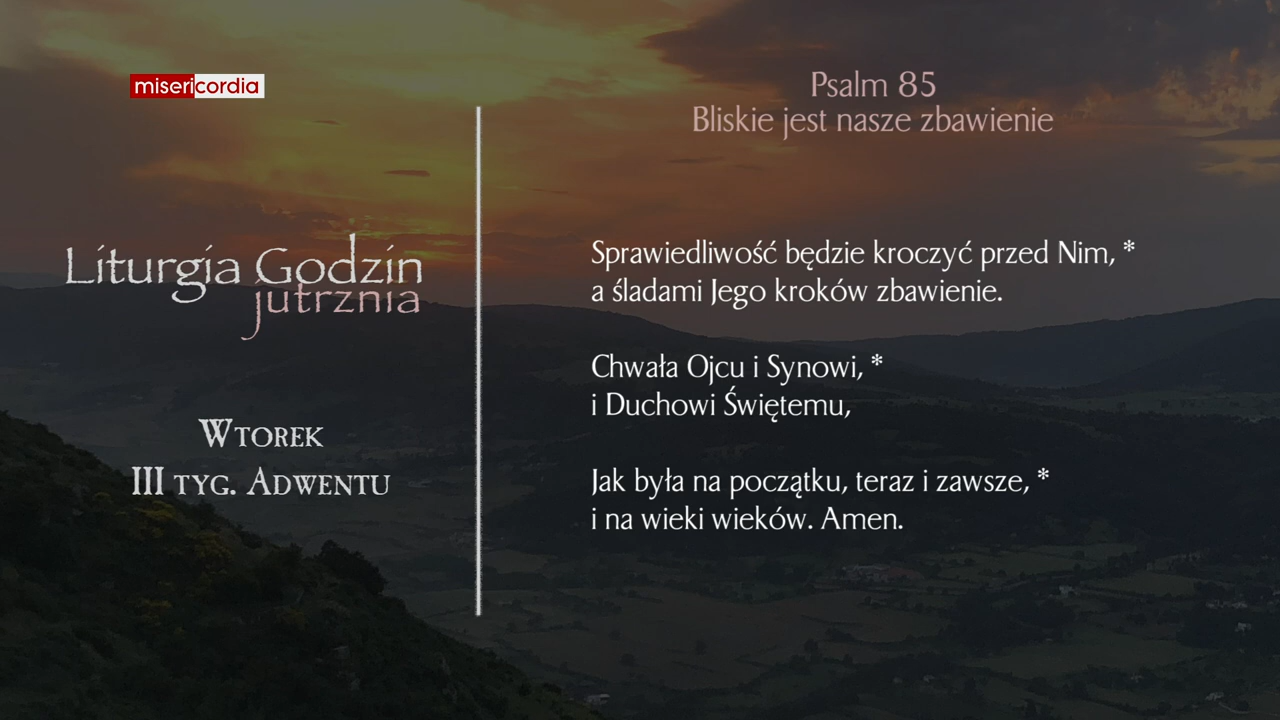 misericordia
Liturgia Godzin
jutrznia
Wtorek
III tyg. Adwentu
Psalm 85
Bliskie jest nasze zbawienie
Sprawiedliwość będzie kroczyć przed Nim, *
a śladami Jego kroków zbawienie.
Chwała Ojcu i Synowi, *
i Duchowi Świętemu,
Jak była na początku, teraz i zawsze, *
i na wieki wieków. Amen.